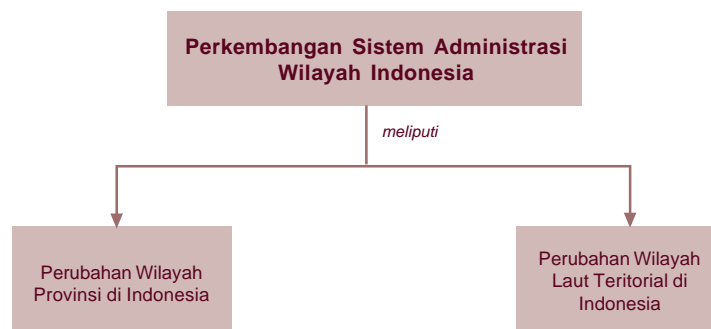 Perkembangan Sistem Administrasi
Wilayah Indonesia
meliputi
Perubahan Wilayah
Provinsi di Indonesia
Perubahan Wilayah
Laut Teritorial di
Indonesia